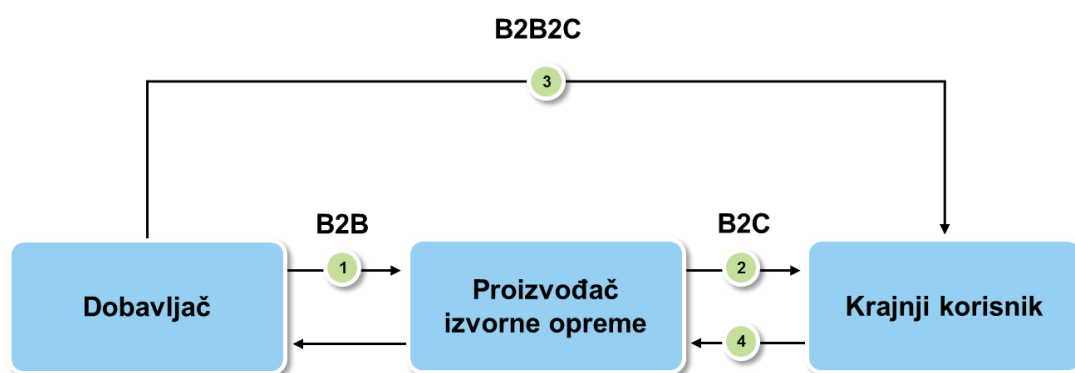 B2B2C
3
B2B
B2C
1
2
Dobavljač
Proizvođač
izvorne opreme
Krajnji korisnik
4